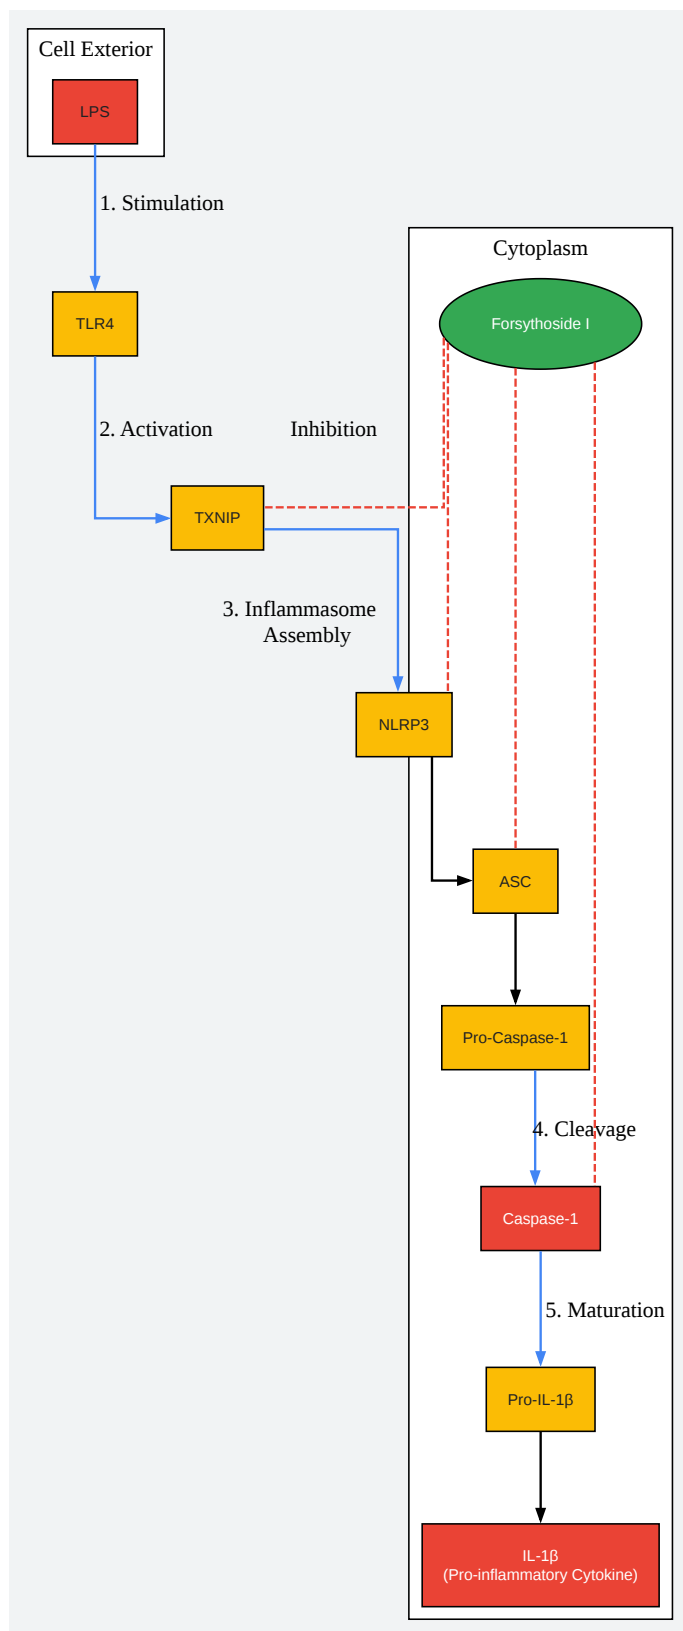 Cell Exterior
LPS
1. Stimulation
Cytoplasm
Forsythoside I
TLR4
2. Activation
Inhibition
TXNIP
3. Inflammasome
Assembly
NLRP3
ASC
Pro-Caspase-1
4. Cleavage
Caspase-1
5. Maturation
Pro-IL-1β
IL-1β
(Pro-inflammatory Cytokine)